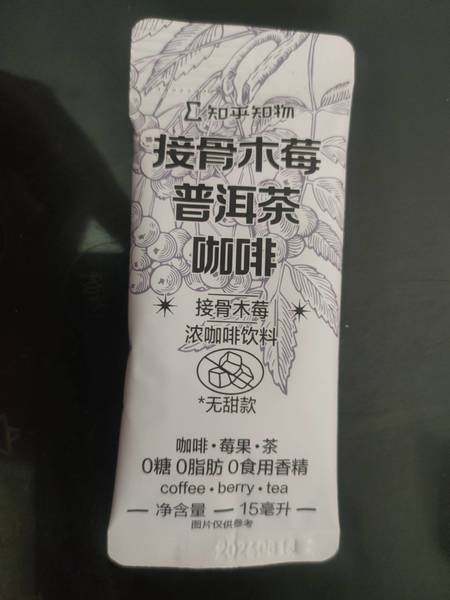 知乎知物
接骨木莓
普洱茶
咖啡
接骨木莓
浓咖啡饮料
*无甜款
咖啡·莓果·茶
0糖 0脂肪 0食用香精
coffee • berry • tea
净含量 — 15毫升
图片仅供参考